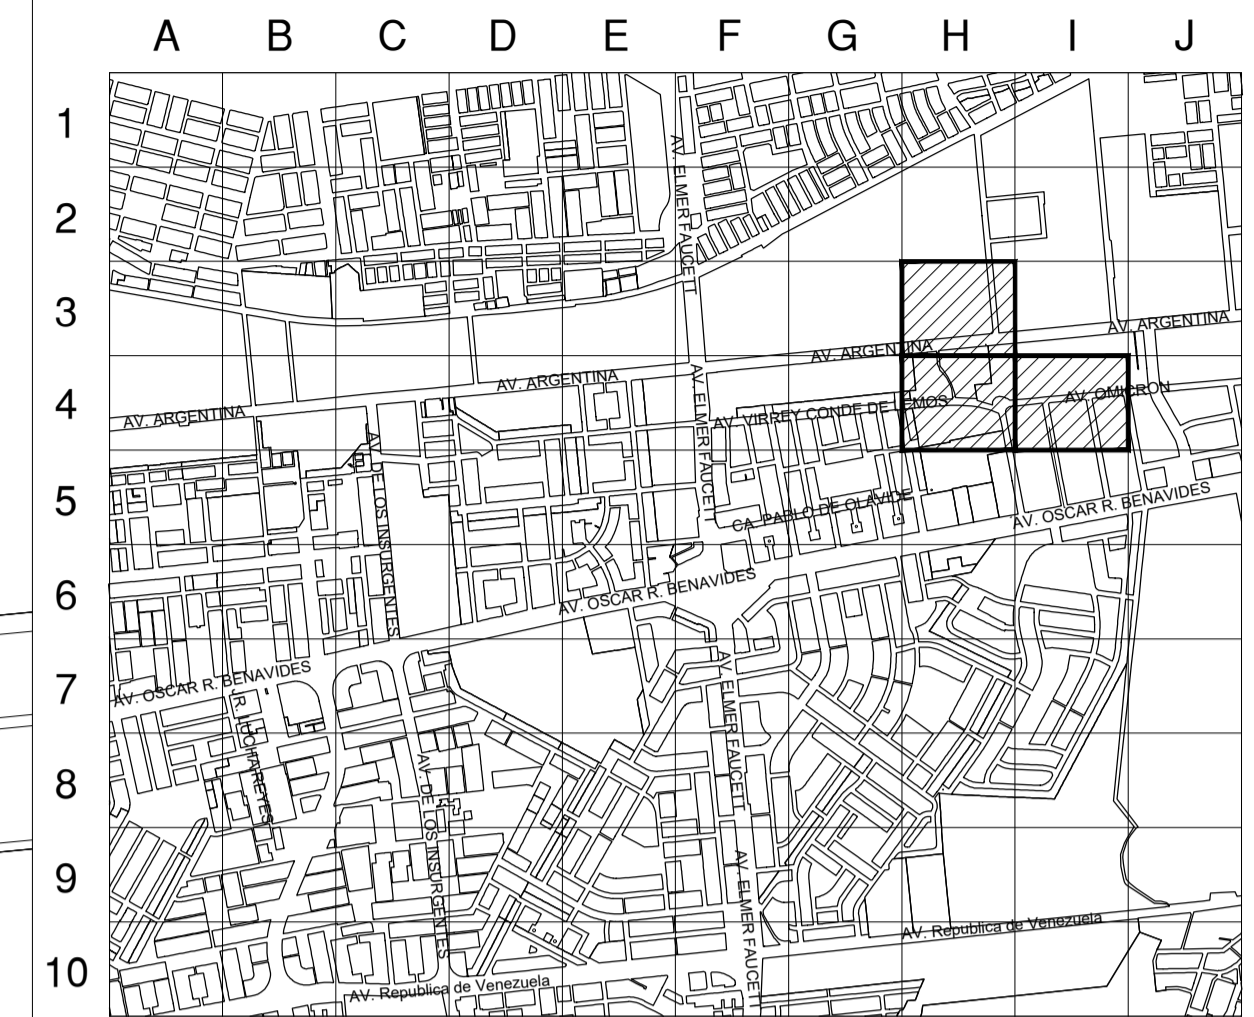 A B C D E F G H I J
1
AV. ELMER FAUCETT
2
3
AV. ARGENTINA
AV. ARGENTINA
AV. ARGENTINA
AV. ARGENTINA
4
AV. OMICRON
AV. VIRREY CONDE DE LEMOS
AV. ELMER FAUCETT
AV. DE LOS INSURGENTES
5
CA. PABLO DE OLAVIDE
AV. OSCAR R. BENAVIDES
6
AV. OSCAR R. BENAVIDES
7
AV. OSCAR R. BENAVIDES
JR. LUCHA REYES
AV. ELMER FAUCETT
8
AV. DE LOS INSURGENTES
9
AV. ELMER FAUCETT
AV. Republica de Venezuela
10
AV. Republica de Venezuela